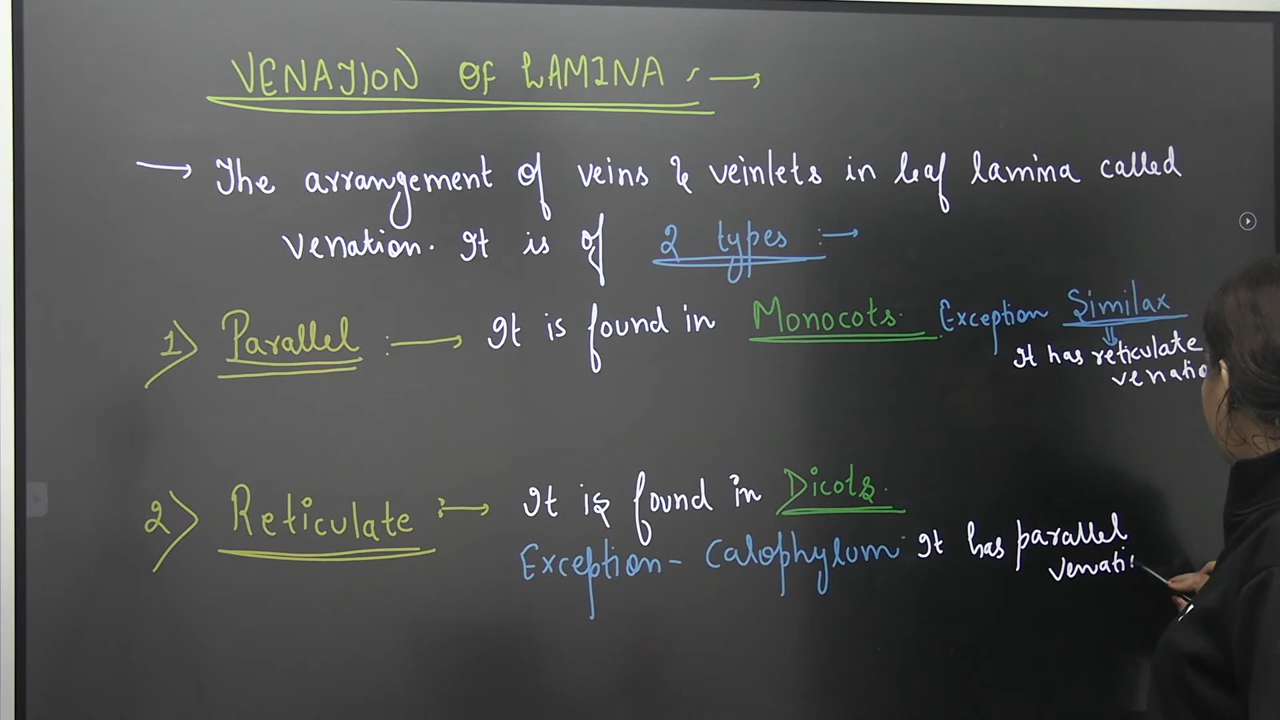 VENATION OF LAMINA :→
→ The arrangement of veins & veinlets in leaf lamina called
venation. It is of 2 types :→
1) Parallel :→ It is found in Monocots. Exception Similax
It has reticulate
venatio
2) Reticulate :→ It is found in Dicots.
Exception - Calophylum. It has parallel
venati